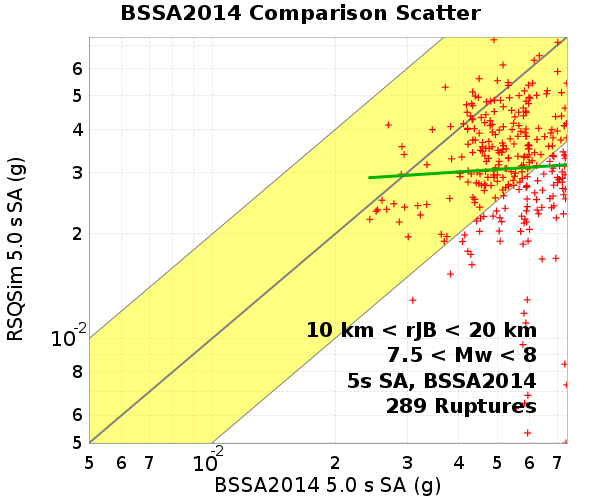 BSSA2014 Comparison Scatter
RSQSim 5.0 s SA (g)
6
5
4
3
2
10-2
8
6
5
10 km < rJB < 20 km
7.5 < Mw < 8
5s SA, BSSA2014
289 Ruptures
5 6 7 10-2 2 3 4 5 6 7
BSSA2014 5.0 s SA (g)